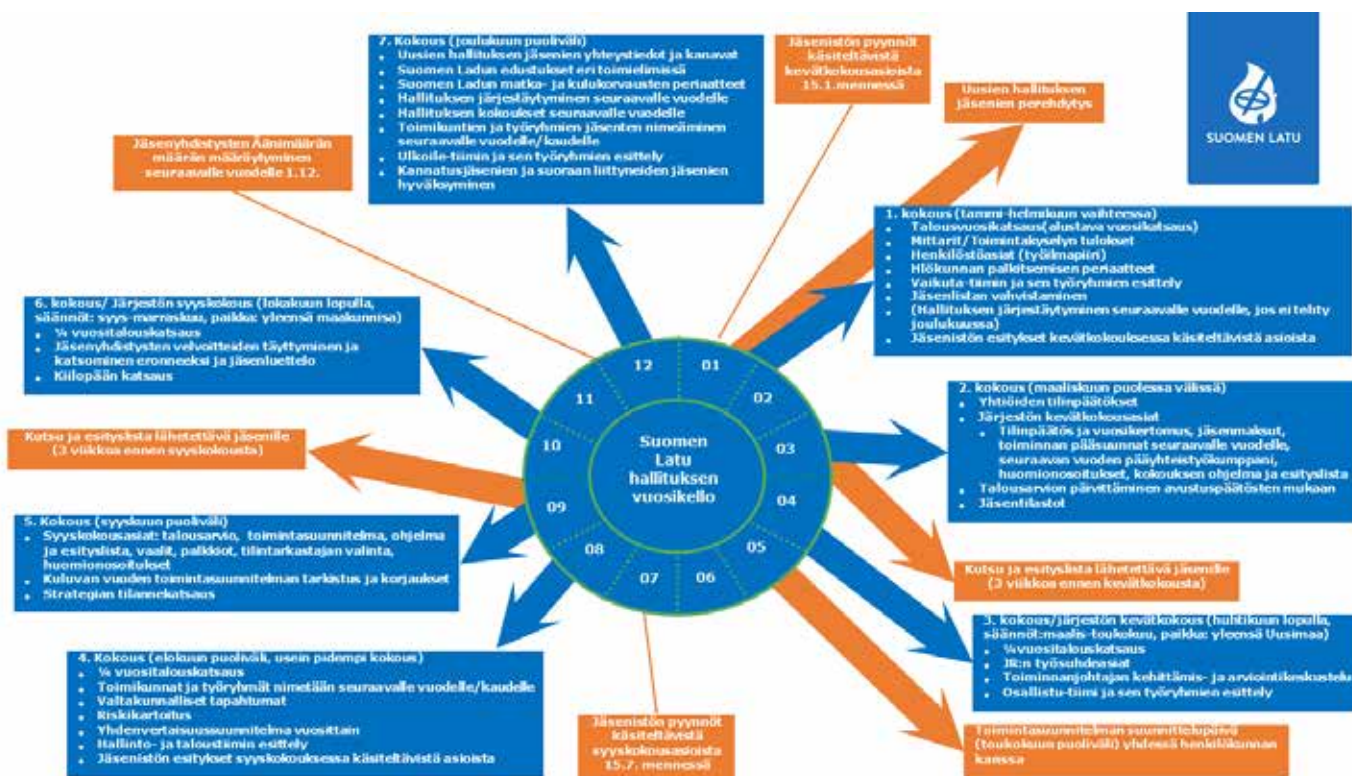 7. Kokous (joulukuun puoliväli)
Uusien hallituksen jäsenien yhteystiedot ja kanavat
Suomen Ladun edustukset eri toimielimissä
Suomen Ladun matka- ja kulukorvausten periaatteet
Hallituksen järjestäytyminen seuraavalle vuodelle
Hallituksen kokoukset seuraavalle vuodelle
Toimikuntien ja työryhmien jäsenten nimeäminen
seuraavalle vuodelle/kaudelle
Ulkoile-tiimin ja sen työryhmien esittely
Kannatusjäsenien ja suoraan liittyneiden jäsenien
hyväksyminen
Jäsenistön pyynnöt
käsiteltävistä
kevätkokousasioista
15.1.mennessä
Uusien hallituksen
jäsenien perehdytys
SUOMEN LATU
Jäsenyhdistysten Äänimäärän
määrän määräytyminen
seuraavalle vuodelle 1.12.
1. kokous (tammi-helmikuun vaihteessa)
Talousvuosikatsaus(alustava vuosikatsaus)
Mittarit/Toimintakyselyn tulokset
Henkilöstöasiat (työilmapiiri)
Hlökunnan palkitsemisen periaatteet
Vaikuta-tiimin ja sen työryhmien esittely
Jäsenlistan vahvistaminen
(Hallituksen järjestäytyminen seuraavalle vuodelle, jos ei tehty
joulukuussa)
Jäsenistön esitykset kevätkokouksessa käsiteltävistä asioista
6. kokous/ Järjestön syyskokous (lokakuun lopulla,
säännöt: syys-marraskuu, paikka: yleensä maakunnisa)
¼ vuositalouskatsaus
Jäsenyhdistysten velvoitteiden täyttyminen ja
katsominen eronneeksi ja jäsenluettelo
Kiilopään katsaus
2. kokous (maaliskuun puolessa välissä)
Yhtiöiden tilinpäätökset
Järjestön kevätkokousasiat
Tilinpäätös ja vuosikertomus, jäsenmaksut,
toiminnan pääsuunnat seuraavalle vuodelle,
seuraavan vuoden pääyhteistyökumppani,
huomionosoitukset, kokouksen ohjelma ja esityslista
Talousarvion päivittäminen avustuspäätösten mukaan
Jäsentilastot
Kutsu ja esityslista lähetettävä jäsenille
(3 viikkoa ennen syyskokousta)
Suomen
Latu
hallituksen
vuosikello
01
02
03
04
05
06
07
08
09
10
11
12
5. Kokous (syyskuun puoliväli)
Syyskokousasiat: talousarvio, toimintasuunnitelma, ohjelma
ja esityslista, vaalit, palkkiot, tilintarkastajan valinta,
huomionosoitukset
Kuluvan vuoden toimintasuunnitelman tarkistus ja korjaukset
Strategian tilannekatsaus
Kutsu ja esityslista lähetettävä jäsenille
(3 viikkoa ennen kevätkokousta)
3. kokous/järjestön kevätkokous (huhtikuun lopulla,
säännöt:maalis-toukokuu, paikka: yleensä Uusimaa)
¼vuositalouskatsaus
JR:n työsuhdeasiat
Toiminnanjohtajan kehittämis- ja arviointikeskustelu
Osallistu-tiimi ja sen työryhmien esittely
4. Kokous (elokuun puoliväli, usein pidempi kokous)
¼ vuositalouskatsaus
Toimikunnat ja työryhmät nimetään seuraavalle vuodelle/kaudelle
Valtakunnalliset tapahtumat
Riskikartoitus
Yhdenvertaisuussuunnitelma vuosittain
Hallinto- ja taloustiimin esittely
Jäsenistön esitykset syyskokouksessa käsiteltävistä asioista
Jäsenistön pyynnöt
käsiteltävistä
syyskokousasioista
15.7. mennessä
Toimintasuunnitelman suunnittelupäivä
(toukokuun puoliväli) yhdessä henkilökunnan
kanssa